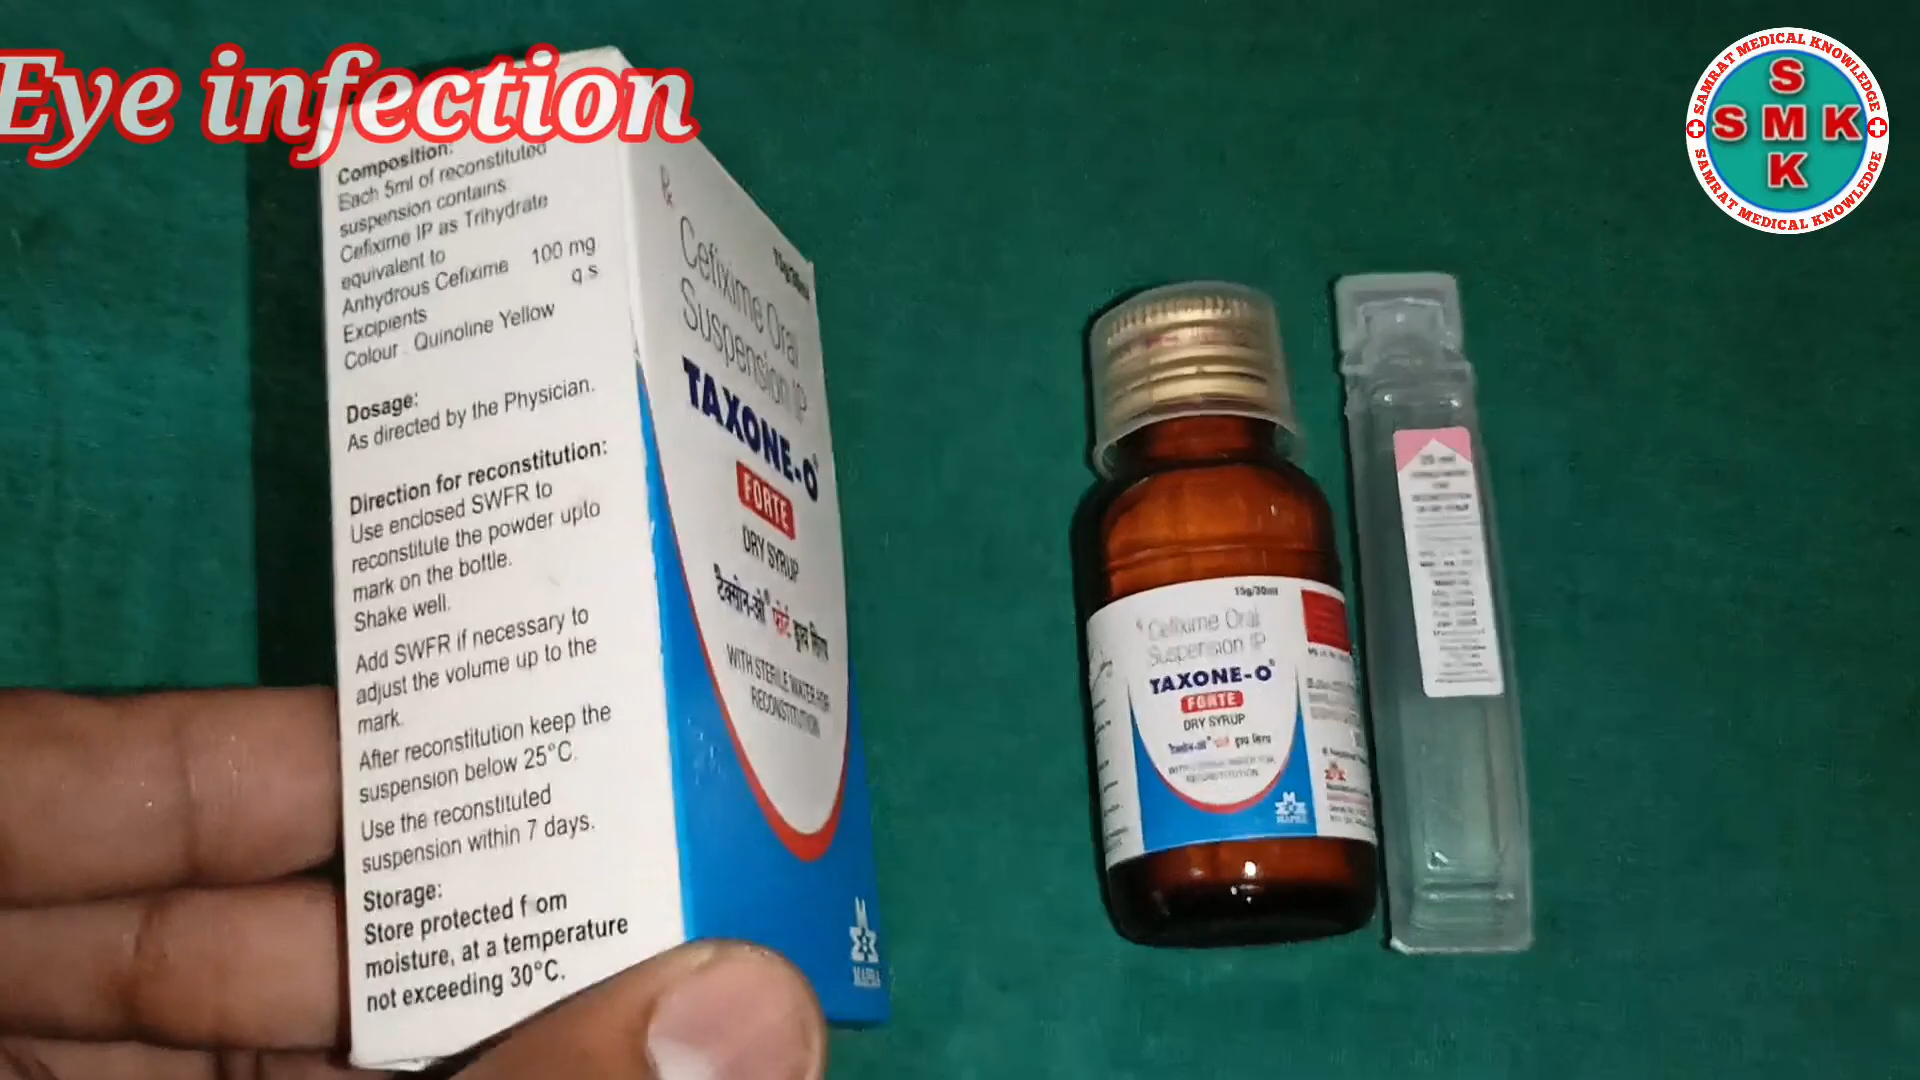 Eye infection
SAMRAT MEDICAL KNOWLEDGE
S
S M K
K
SAMRAT MEDICAL KNOWLEDGE
Composition:
Each 5ml of reconstituted
suspension contains
Cefixime IP as Trihydrate
equivalent to
Anhydrous Cefixime 100 mg
Excipients q s
Colour . Quinoline Yellow
Dosage:
As directed by the Physician.
Direction for reconstitution:
Use enclosed SWFR to
reconstitute the powder upto
mark on the bottle.
Shake well.
Add SWFR if necessary to
adjust the volume up to the
mark.
After reconstitution keep the
suspension below 25°C.
Use the reconstituted
suspension within 7 days.
Storage:
Store protected f om
moisture, at a temperature
not exceeding 30°C.
Cefixime Oral
Suspension IP
TAXONE-O
FORTE
DRY SYRUP
टैक्सोन-ओ फोर्ट ड्राय सिरप
WITH STERILE WATER FOR
RECONSTITUTION
15g/30ml
Cefixime Oral
Suspension IP
TAXONE-O
FORTE
DRY SYRUP